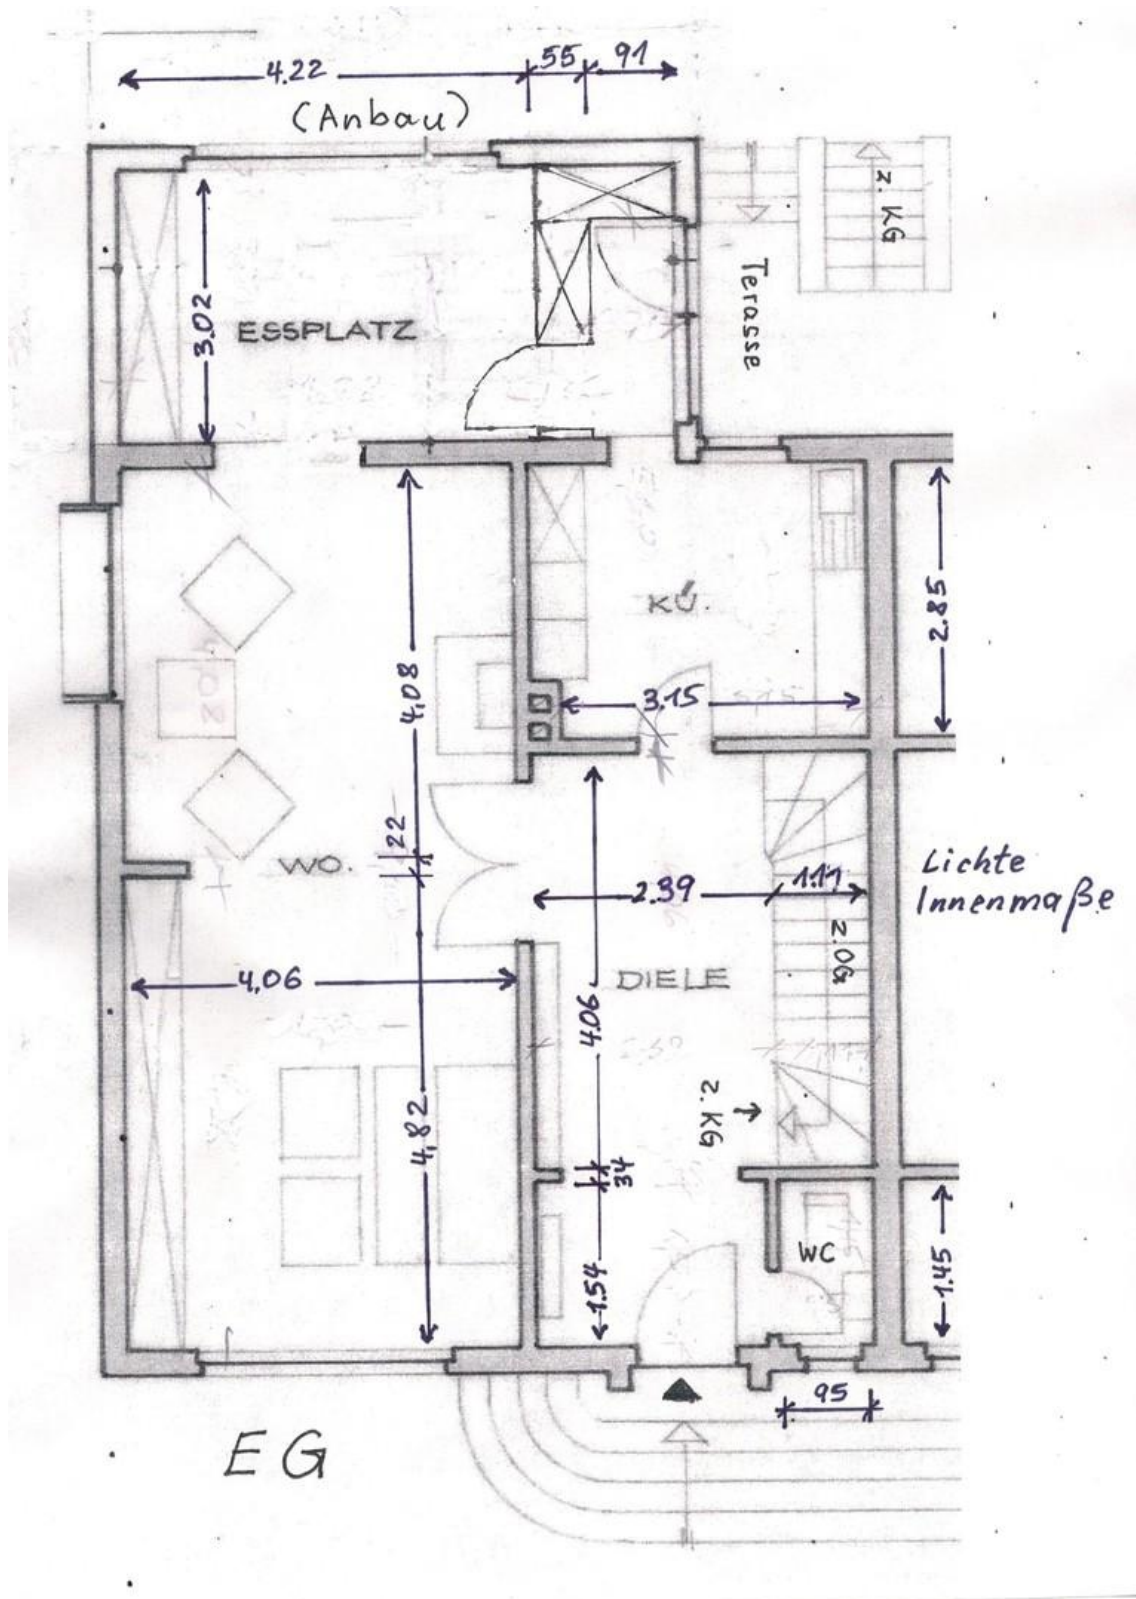 4.22
55
91
(Anbau)
z. KG
3.02
ESSPLATZ
Terasse
4,08
KÜ.
2.85
3.15
22
WO.
Lichte
Innenmaße
2.39
1.11
z.OG
4,06
DIELE
4.06
z. KG
4,82
34
WC
1.54
1.45
95
EG